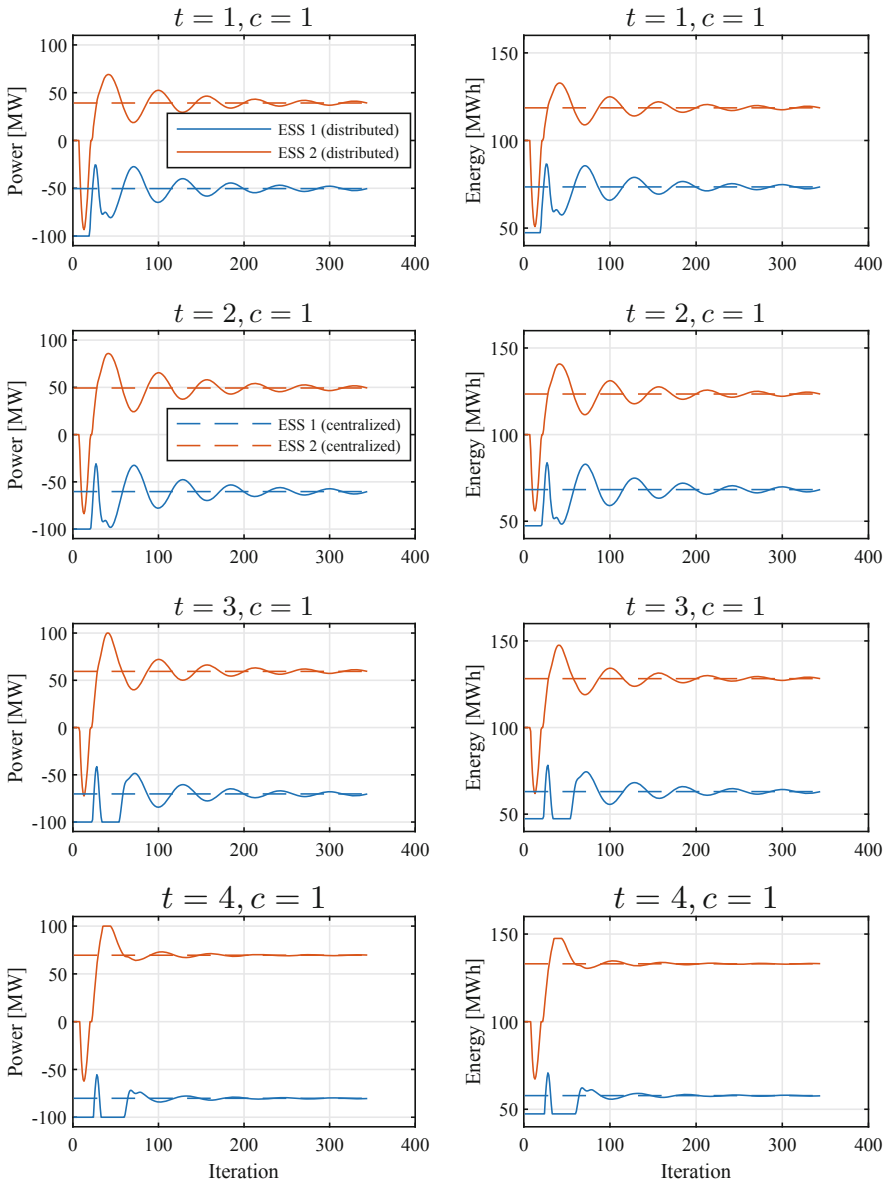 t = 1, c = 1
100
50
0
-50
-100
Power [MW]
ESS 1 (distributed)
ESS 2 (distributed)
0 100 200 300 400
t = 1, c = 1
150
100
50
Energy [MWh]
0 100 200 300 400
t = 2, c = 1
100
50
0
-50
-100
Power [MW]
ESS 1 (centralized)
ESS 2 (centralized)
0 100 200 300 400
t = 2, c = 1
150
100
50
Energy [MWh]
0 100 200 300 400
t = 3, c = 1
100
50
0
-50
-100
Power [MW]
0 100 200 300 400
t = 3, c = 1
150
100
50
Energy [MWh]
0 100 200 300 400
t = 4, c = 1
100
50
0
-50
-100
Power [MW]
0 100 200 300 400
Iteration
t = 4, c = 1
150
100
50
Energy [MWh]
0 100 200 300 400
Iteration